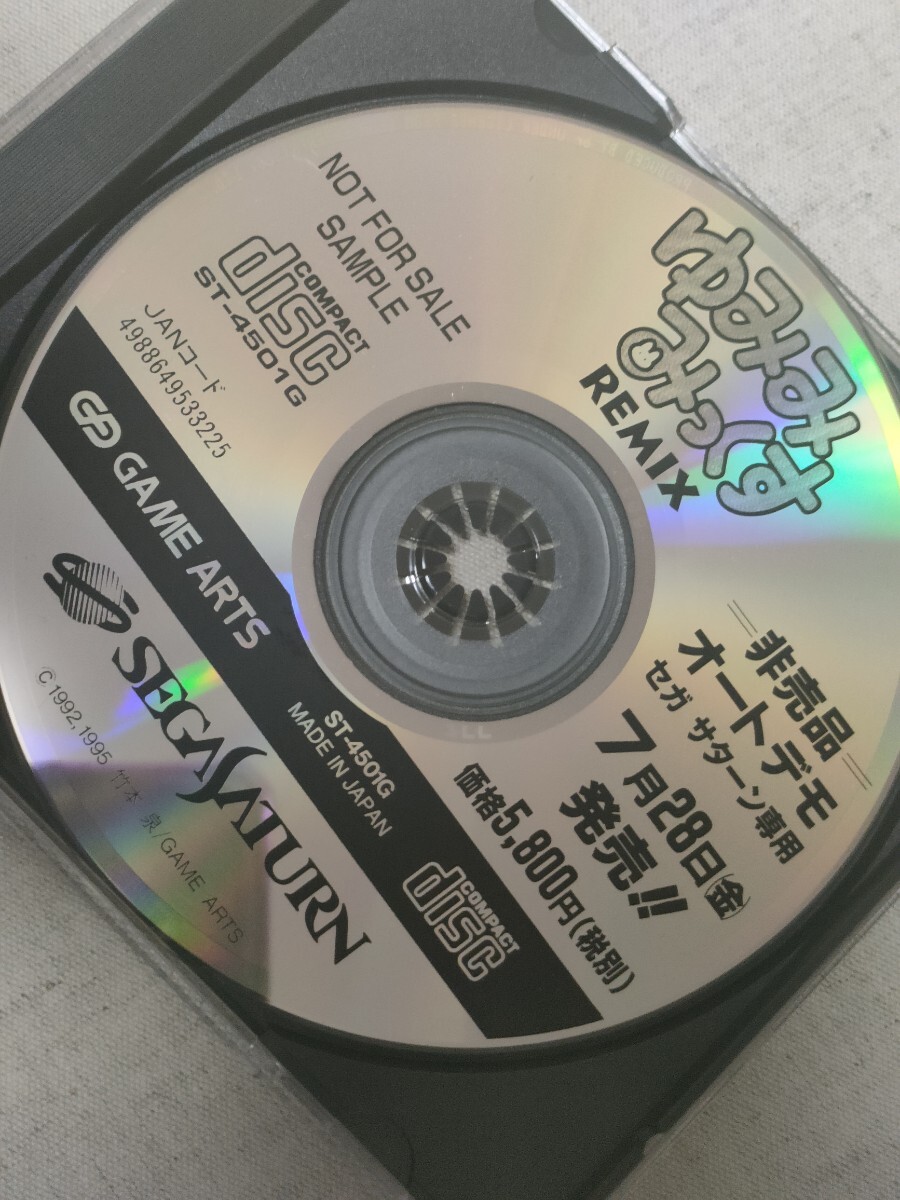 ゆみみみっくす
REMIX
NOT FOR SALE
SAMPLE
COMPACT
disc
ST-4501G
JANコード
4988649533225
GAME ARTS
SEGA SATURN
©1992,1995 竹本 泉/GAME ARTS
ST-4501G
MADE IN JAPAN
COMPACT
disc
非売品
オートデモ
セガ サターン専用
7月28日(金)
発売!!
価格5,800円(税別)